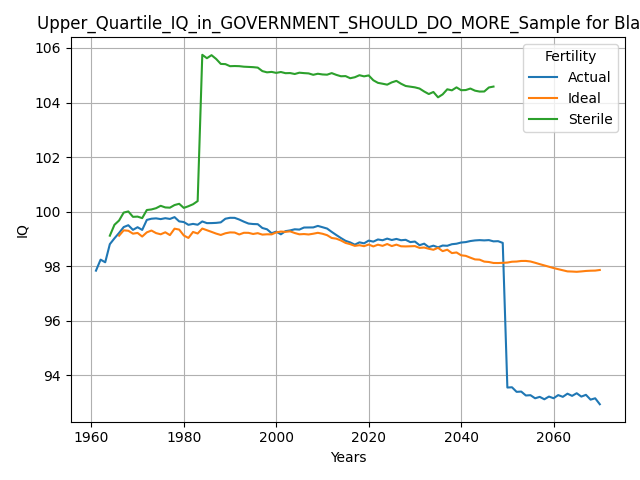 Upper_Quartile_IQ_in_GOVERNMENT_SHOULD_DO_MORE_Sample for Bla
106
104
102
100
98
96
94
IQ
Fertility
Actual
Ideal
Sterile
1960
1980
2000
2020
2040
2060
Years